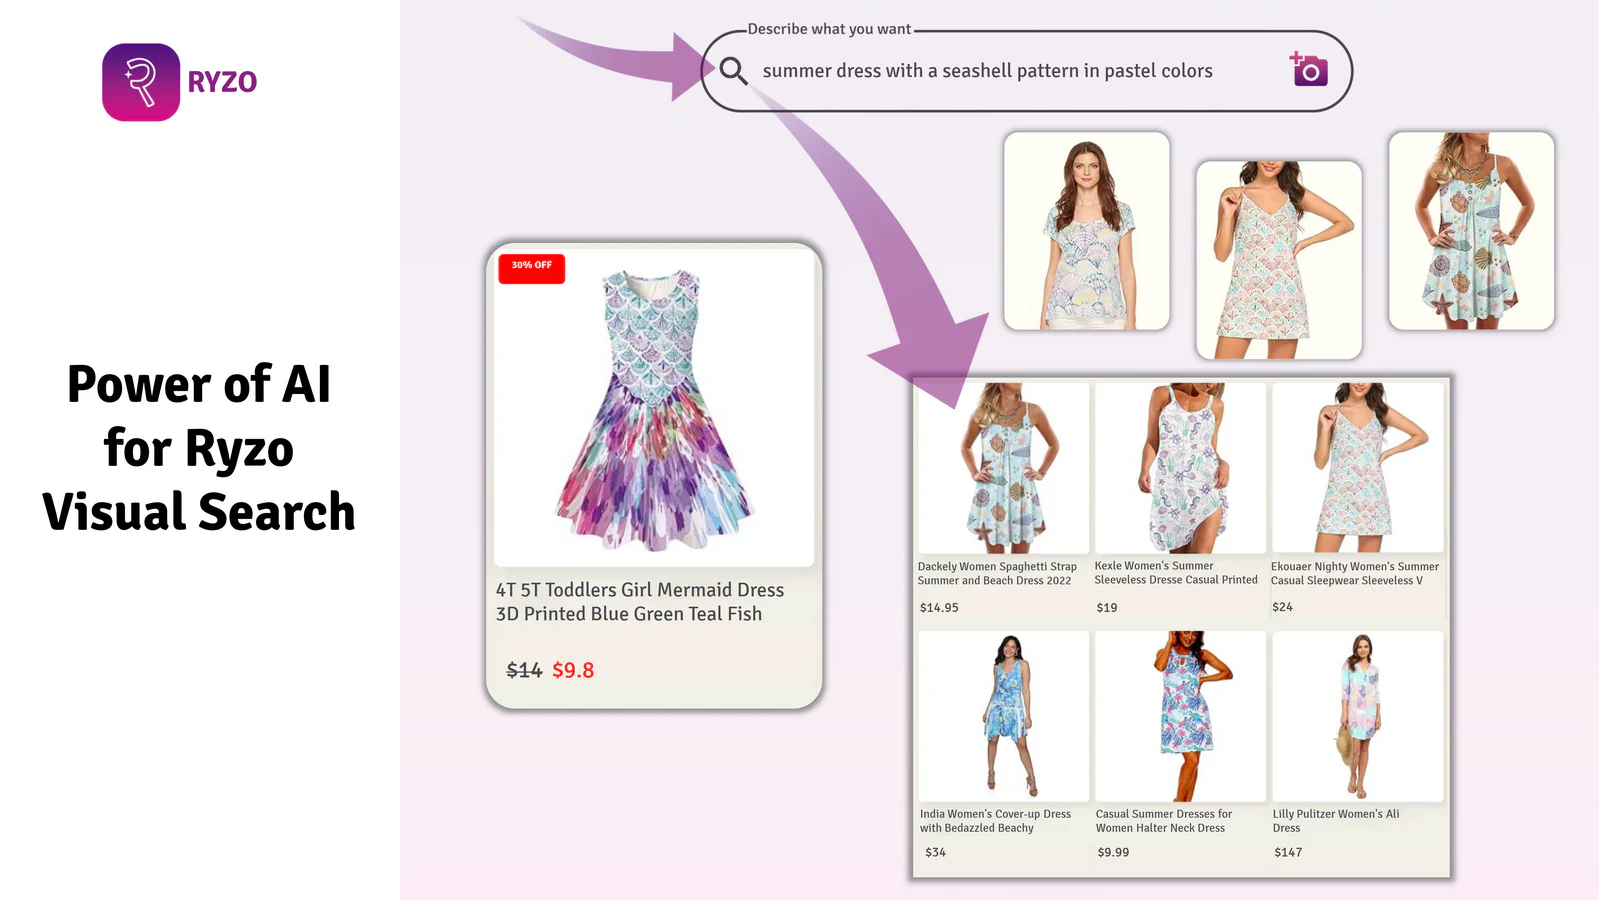 RYZO
Power of AI
for Ryzo
Visual Search
Describe what you want
summer dress with a seashell pattern in pastel colors
30% OFF
4T 5T Toddlers Girl Mermaid Dress
3D Printed Blue Green Teal Fish
$14 $9.8
Dackely Women Spaghetti Strap
Summer and Beach Dress 2022
$14.95
Kexle Women's Summer
Sleeveless Dresse Casual Printed
$19
Ekouaer Nighty Women's Summer
Casual Sleepwear Sleeveless V
$24
India Women's Cover-up Dress
with Bedazzled Beachy
$34
Casual Summer Dresses for
Women Halter Neck Dress
$9.99
Lilly Pulitzer Women's Ali
Dress
$147